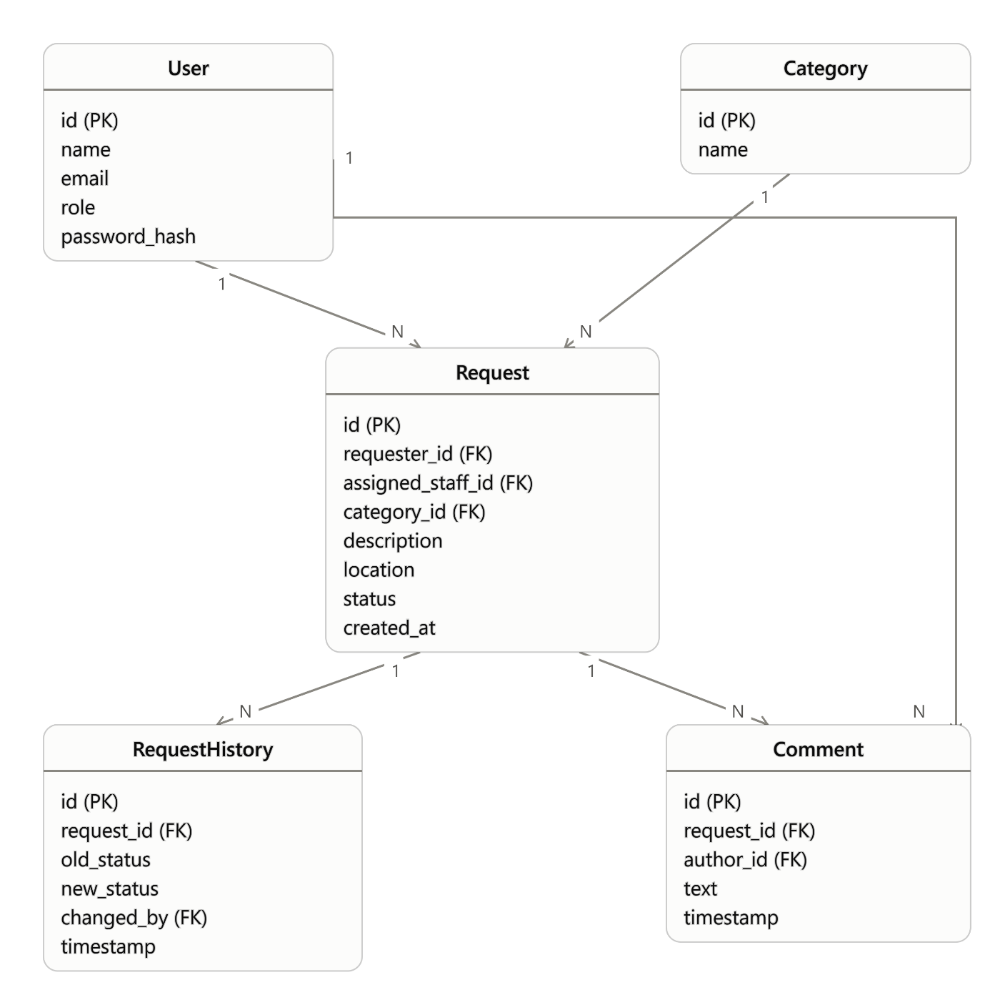 User
id (PK)
name
email
role
password_hash
1
1
N
Category
id (PK)
name
1
N
Request
id (PK)
requester_id (FK)
assigned_staff_id (FK)
category_id (FK)
description
location
status
created_at
1
N
1
N
N
RequestHistory
id (PK)
request_id (FK)
old_status
new_status
changed_by (FK)
timestamp
Comment
id (PK)
request_id (FK)
author_id (FK)
text
timestamp